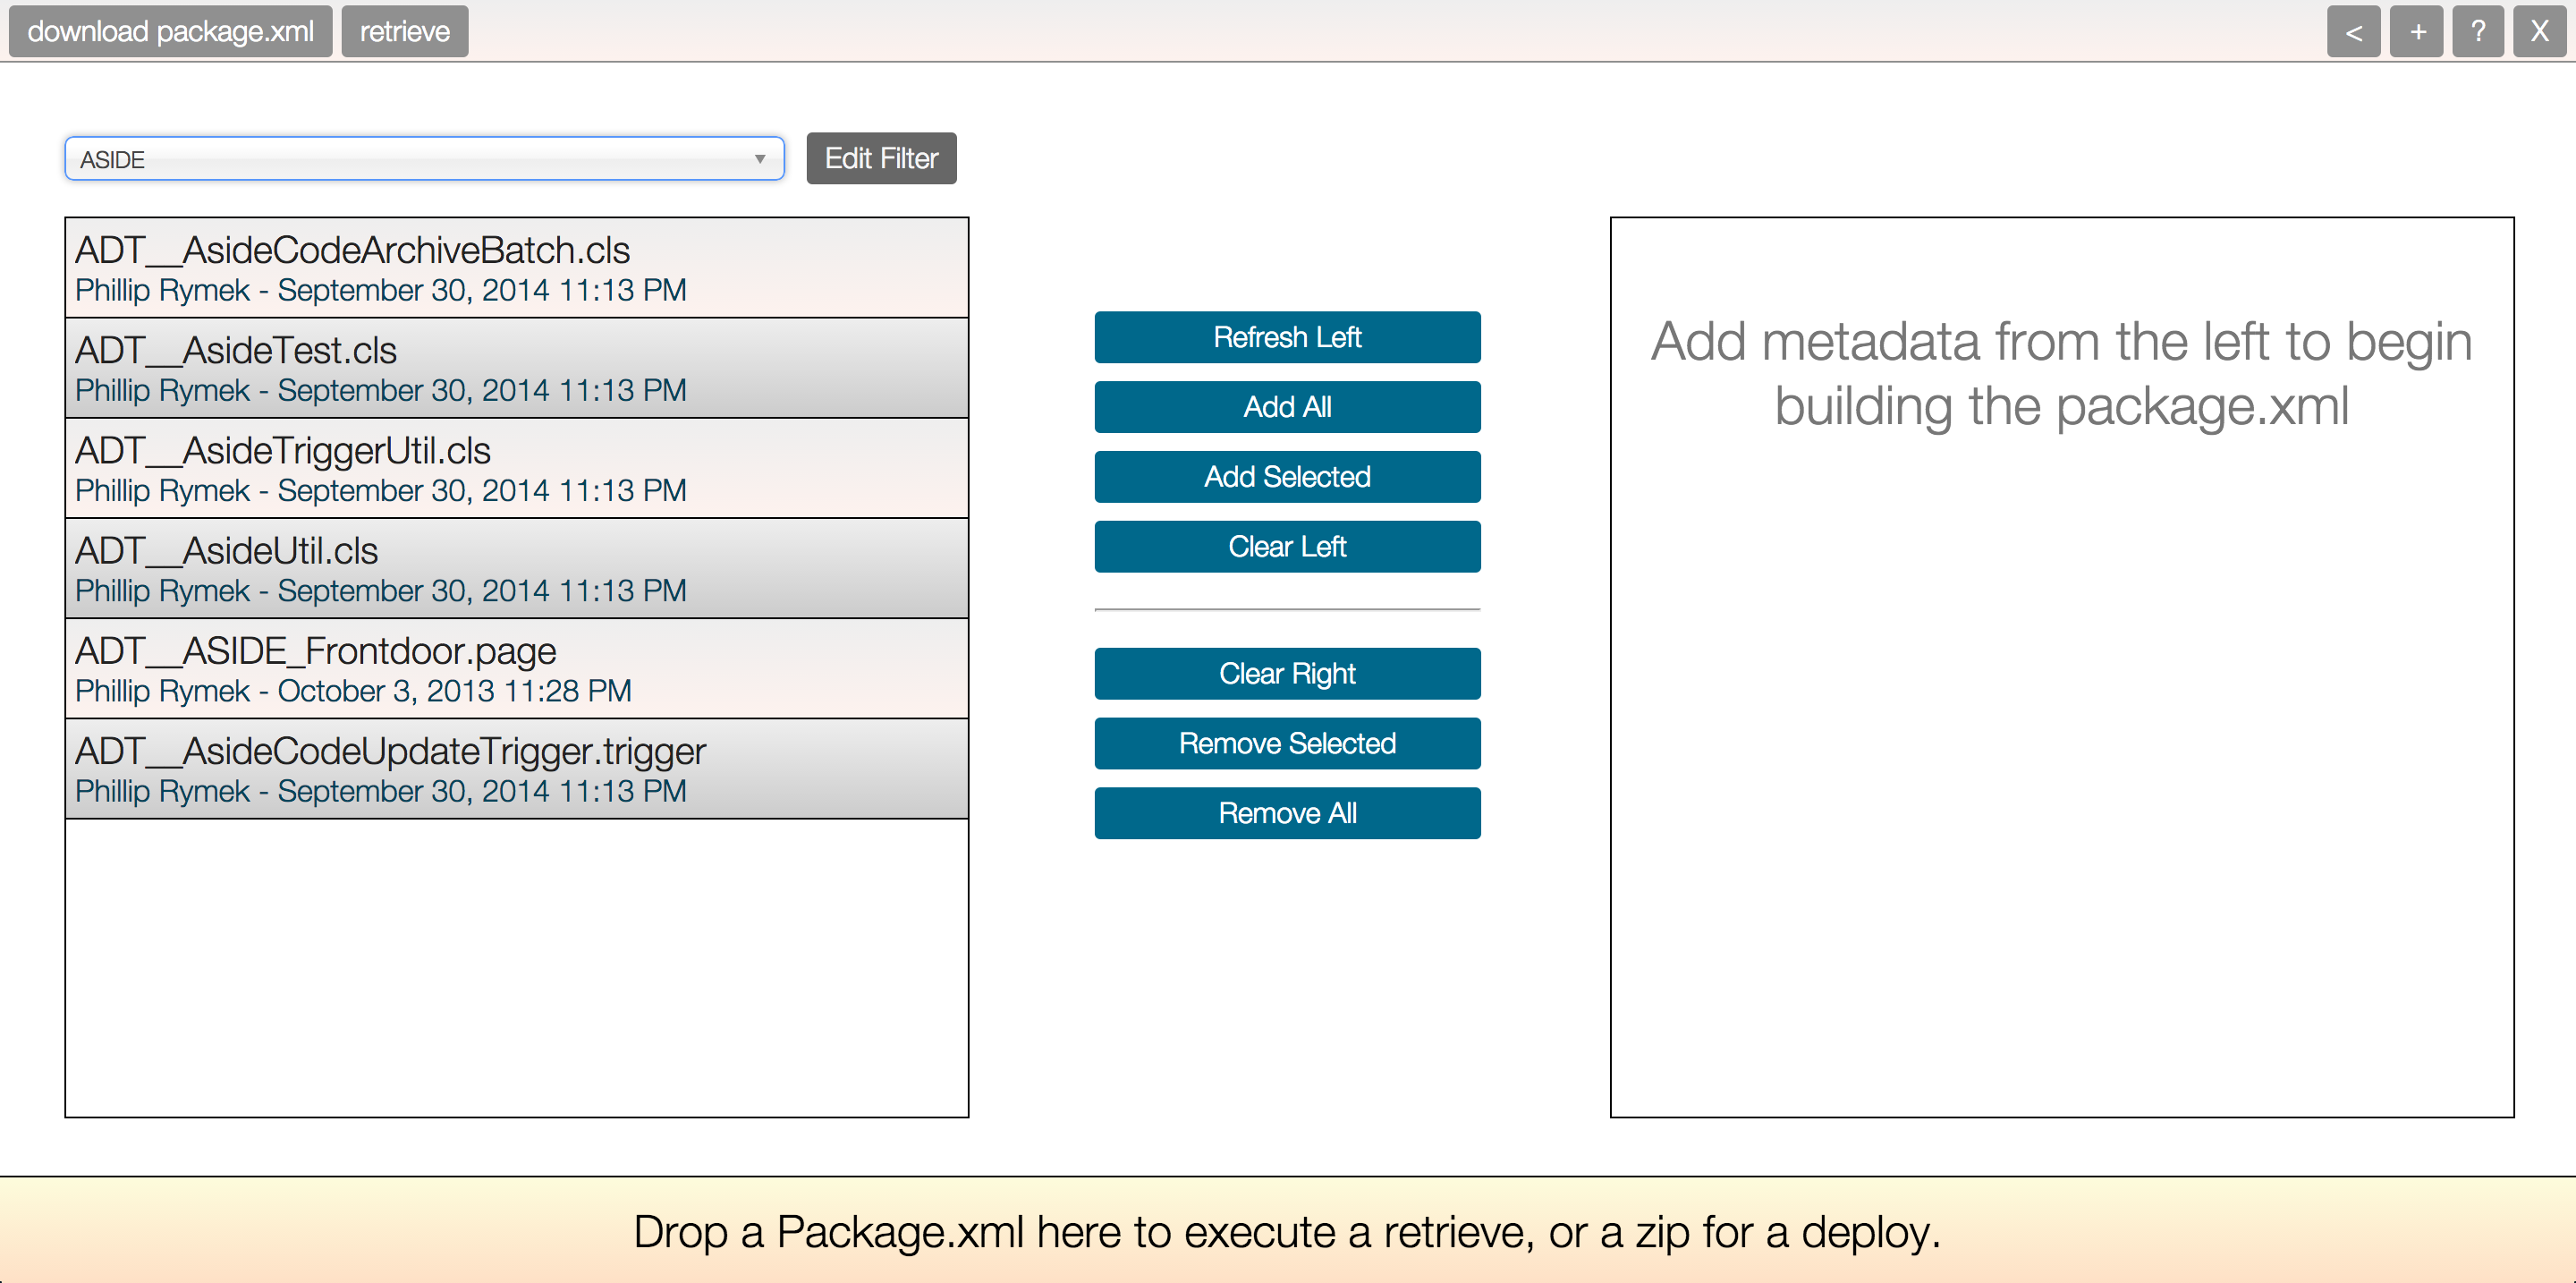 download package.xml retrieve < + ? X
ASIDE ▼ Edit Filter
ADT__AsideCodeArchiveBatch.cls
Phillip Rymek - September 30, 2014 11:13 PM
ADT__AsideTest.cls
Phillip Rymek - September 30, 2014 11:13 PM
ADT__AsideTriggerUtil.cls
Phillip Rymek - September 30, 2014 11:13 PM
ADT__AsideUtil.cls
Phillip Rymek - September 30, 2014 11:13 PM
ADT__ASIDE_Frontdoor.page
Phillip Rymek - October 3, 2013 11:28 PM
ADT__AsideCodeUpdateTrigger.trigger
Phillip Rymek - September 30, 2014 11:13 PM
Refresh Left
Add All
Add Selected
Clear Left
Clear Right
Remove Selected
Remove All
Add metadata from the left to begin
building the package.xml
Drop a Package.xml here to execute a retrieve, or a zip for a deploy.